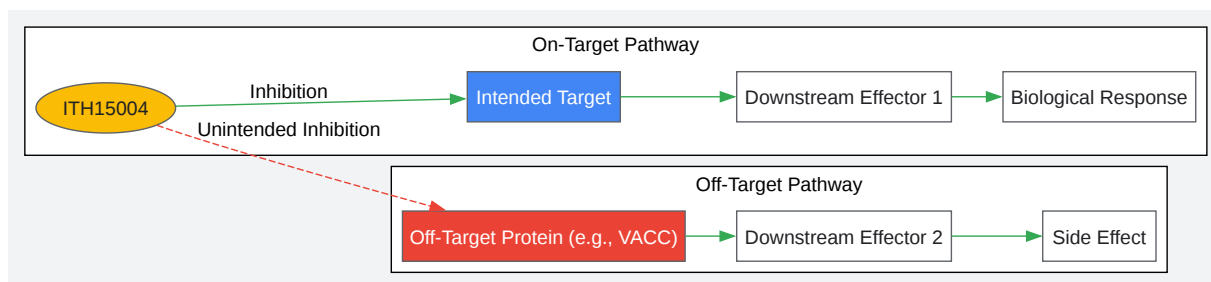 On-Target Pathway
ITH15004
Inhibition
Intended Target
Downstream Effector 1
Biological Response
Unintended Inhibition
Off-Target Pathway
Off-Target Protein (e.g., VACC)
Downstream Effector 2
Side Effect